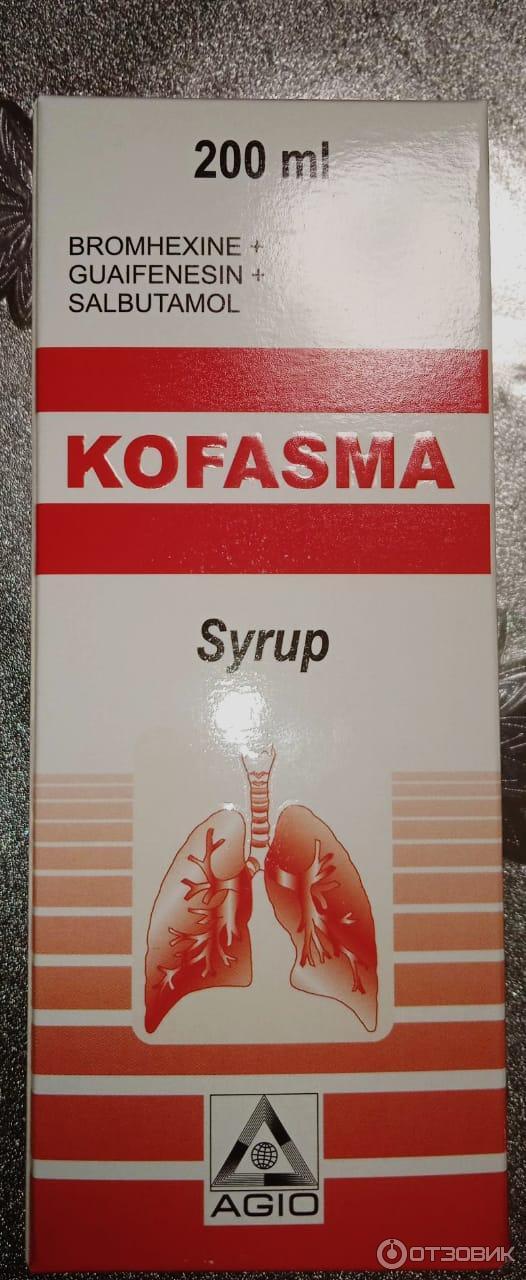 200 ml
BROMHEXINE +
GUAIFENESIN +
SALBUTAMOL
KOFASMA
Syrup
AGIO
ОТЗОВИК